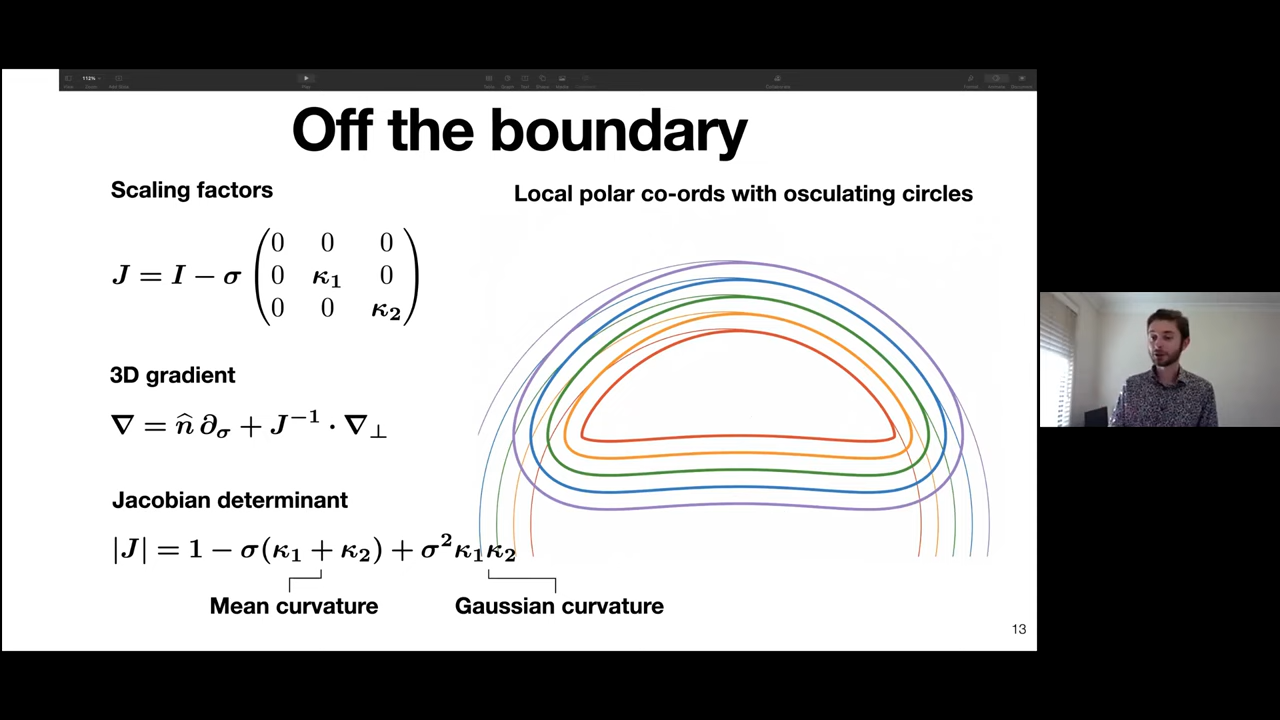 112%
Off the boundary
Scaling factors
Local polar co-ords with osculating circles
J = I − σ
0 0 0
0 κ₁ 0
0 0 κ₂
3D gradient
∇ = n̂ ∂σ + J⁻¹ · ∇⊥
Jacobian determinant
|J| = 1 − σ(κ₁ + κ₂) + σ²κ₁κ₂
Mean curvature
Gaussian curvature
13